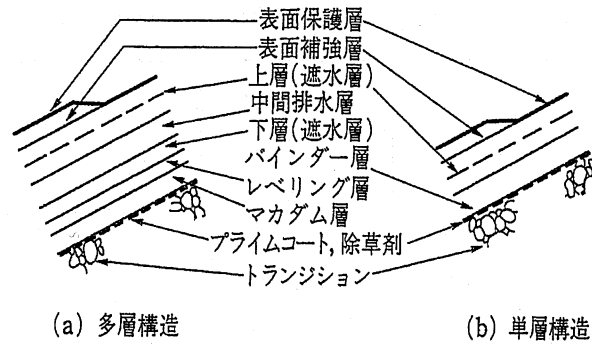 表面保護層
表面補強層
上層(遮水層)
中間排水層
下層(遮水層)
バインダー層
レベリング層
マカダム層
プライムコート,除草剤
トランジション
(a) 多層構造
(b) 単層構造